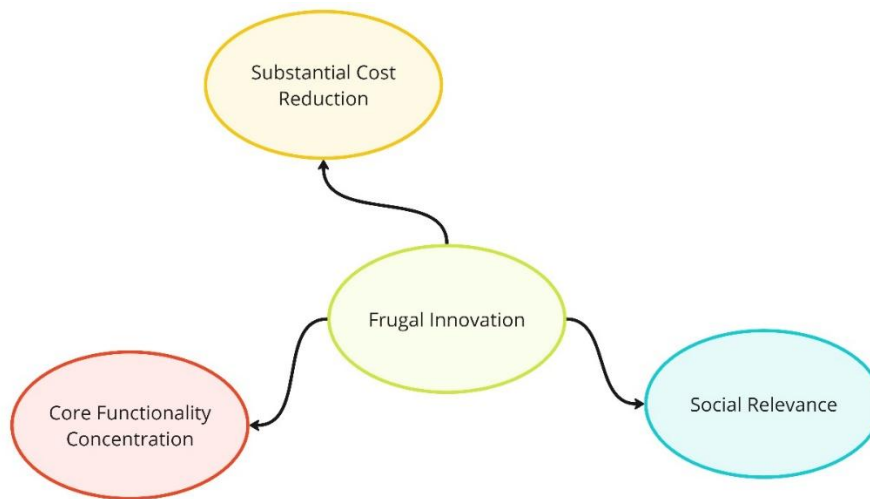 Substantial Cost
Reduction
Frugal Innovation
Core Functionality
Concentration
Social Relevance